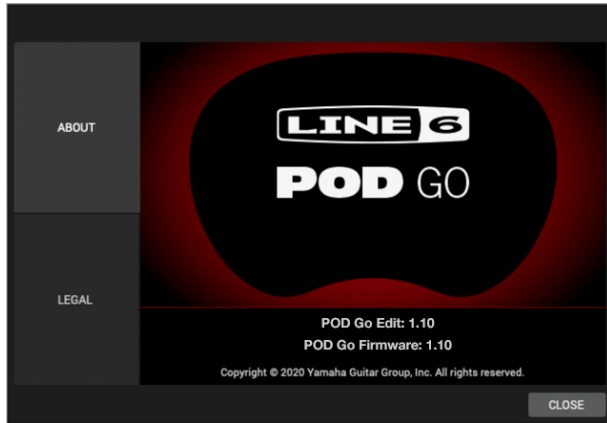 ABOUT
LEGAL
LINE 6
POD GO
POD Go Edit: 1.10
POD Go Firmware: 1.10
Copyright © 2020 Yamaha Guitar Group, Inc. All rights reserved.
CLOSE